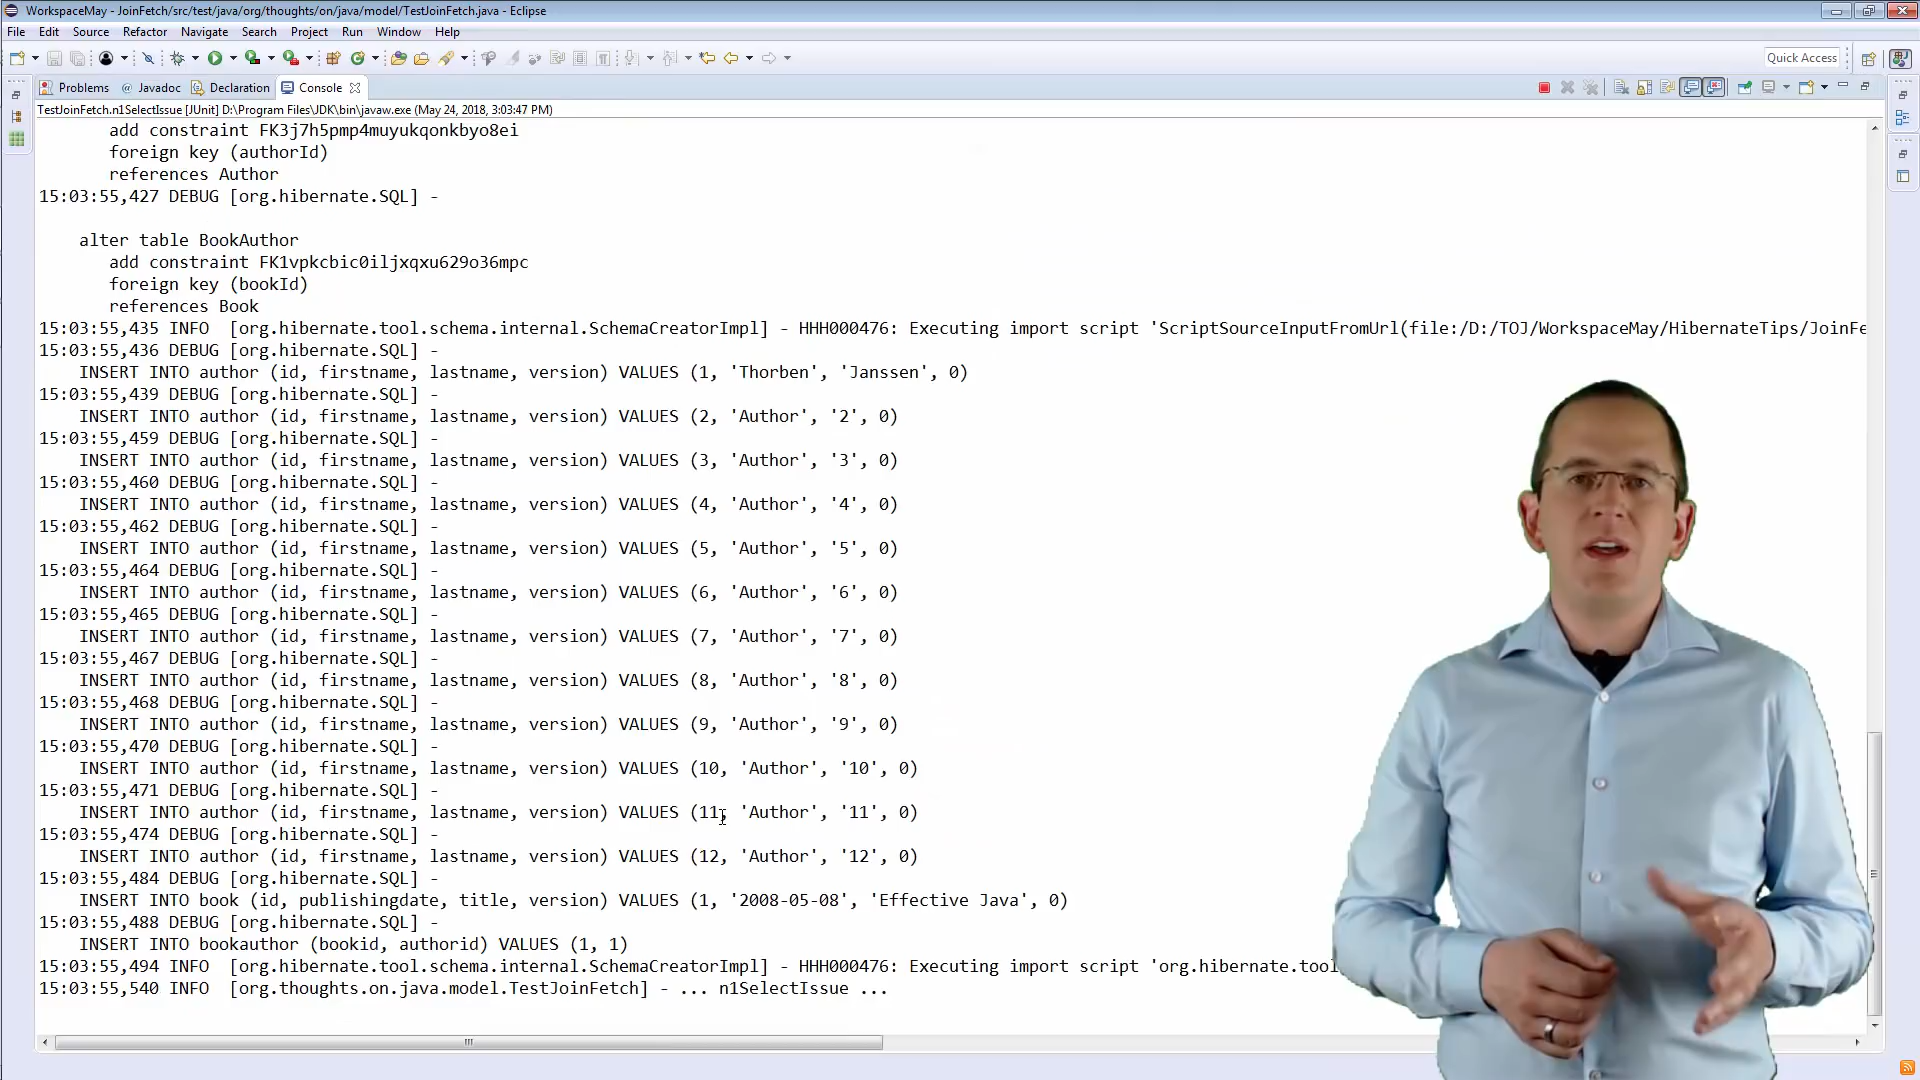 WorkspaceMay - JoinFetch/src/test/java/org/thoughts/on/java/model/TestJoinFetch.java - Eclipse
File Edit Source Refactor Navigate Search Project Run Window Help
Quick Access
Problems @ Javadoc Declaration Console
TestJoinFetch.n1SelectIssue [JUnit] D:\Program Files\JDK\bin\javaw.exe (May 24, 2018, 3:03:47 PM)
add constraint FK3j7h5pmp4muyukqonkbyo8ei
foreign key (authorId)
references Author
15:03:55,427 DEBUG [org.hibernate.SQL] -
alter table BookAuthor
add constraint FK1vpkcbic0iljxqxu629o36mpc
foreign key (bookId)
references Book
15:03:55,435 INFO  [org.hibernate.tool.schema.internal.SchemaCreatorImpl] - HHH000476: Executing import script 'ScriptSourceInputFromUrl(file:/D:/TOJ/WorkspaceMay/HibernateTips/JoinFe
15:03:55,436 DEBUG [org.hibernate.SQL] -
INSERT INTO author (id, firstname, lastname, version) VALUES (1, 'Thorben', 'Janssen', 0)
15:03:55,439 DEBUG [org.hibernate.SQL] -
INSERT INTO author (id, firstname, lastname, version) VALUES (2, 'Author', '2', 0)
15:03:55,459 DEBUG [org.hibernate.SQL] -
INSERT INTO author (id, firstname, lastname, version) VALUES (3, 'Author', '3', 0)
15:03:55,460 DEBUG [org.hibernate.SQL] -
INSERT INTO author (id, firstname, lastname, version) VALUES (4, 'Author', '4', 0)
15:03:55,462 DEBUG [org.hibernate.SQL] -
INSERT INTO author (id, firstname, lastname, version) VALUES (5, 'Author', '5', 0)
15:03:55,464 DEBUG [org.hibernate.SQL] -
INSERT INTO author (id, firstname, lastname, version) VALUES (6, 'Author', '6', 0)
15:03:55,465 DEBUG [org.hibernate.SQL] -
INSERT INTO author (id, firstname, lastname, version) VALUES (7, 'Author', '7', 0)
15:03:55,467 DEBUG [org.hibernate.SQL] -
INSERT INTO author (id, firstname, lastname, version) VALUES (8, 'Author', '8', 0)
15:03:55,468 DEBUG [org.hibernate.SQL] -
INSERT INTO author (id, firstname, lastname, version) VALUES (9, 'Author', '9', 0)
15:03:55,470 DEBUG [org.hibernate.SQL] -
INSERT INTO author (id, firstname, lastname, version) VALUES (10, 'Author', '10', 0)
15:03:55,471 DEBUG [org.hibernate.SQL] -
INSERT INTO author (id, firstname, lastname, version) VALUES (11, 'Author', '11', 0)
15:03:55,474 DEBUG [org.hibernate.SQL] -
INSERT INTO author (id, firstname, lastname, version) VALUES (12, 'Author', '12', 0)
15:03:55,484 DEBUG [org.hibernate.SQL] -
INSERT INTO book (id, publishingdate, title, version) VALUES (1, '2008-05-08', 'Effective Java', 0)
15:03:55,488 DEBUG [org.hibernate.SQL] -
INSERT INTO bookauthor (bookid, authorid) VALUES (1, 1)
15:03:55,494 INFO  [org.hibernate.tool.schema.internal.SchemaCreatorImpl] - HHH000476: Executing import script 'org.hibernate.tool
15:03:55,540 INFO  [org.thoughts.on.java.model.TestJoinFetch] - ... n1SelectIssue ...